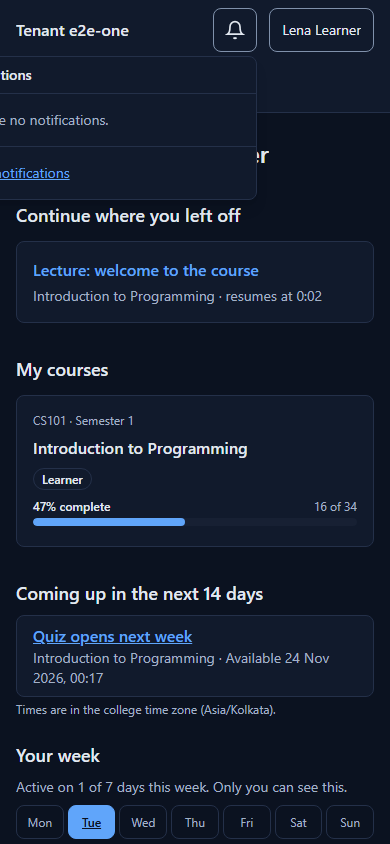 Tenant e2e-one
Lena Learner
tions
e no notifications.
notifications
er
Continue where you left off
Lecture: welcome to the course
Introduction to Programming · resumes at 0:02
My courses
CS101 · Semester 1
Introduction to Programming
Learner
47% complete
16 of 34
Coming up in the next 14 days
Quiz opens next week
Introduction to Programming · Available 24 Nov
2026, 00:17
Times are in the college time zone (Asia/Kolkata).
Your week
Active on 1 of 7 days this week. Only you can see this.
Mon Tue Wed Thu Fri Sat Sun